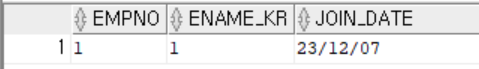 EMPNO ENAME_KR JOIN_DATE
1 1 1 23/12/07